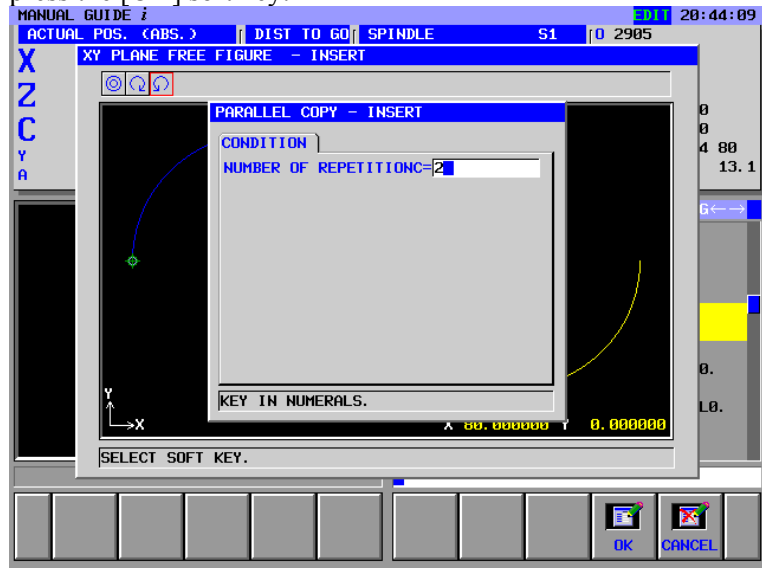 MANUAL GUIDE i EDIT 20:44:09
ACTUAL POS. (ABS.) DIST TO GO SPINDLE S1 O 2905
XY PLANE FREE FIGURE - INSERT
X
Z
C
Y
A
PARALLEL COPY - INSERT
CONDITION
NUMBER OF REPETITIONC=2
0
0
4 80
13.1
G←→
0.
L0.
KEY IN NUMERALS.
Y
X
X 80.000000 Y 0.000000
SELECT SOFT KEY.
OK CANCEL